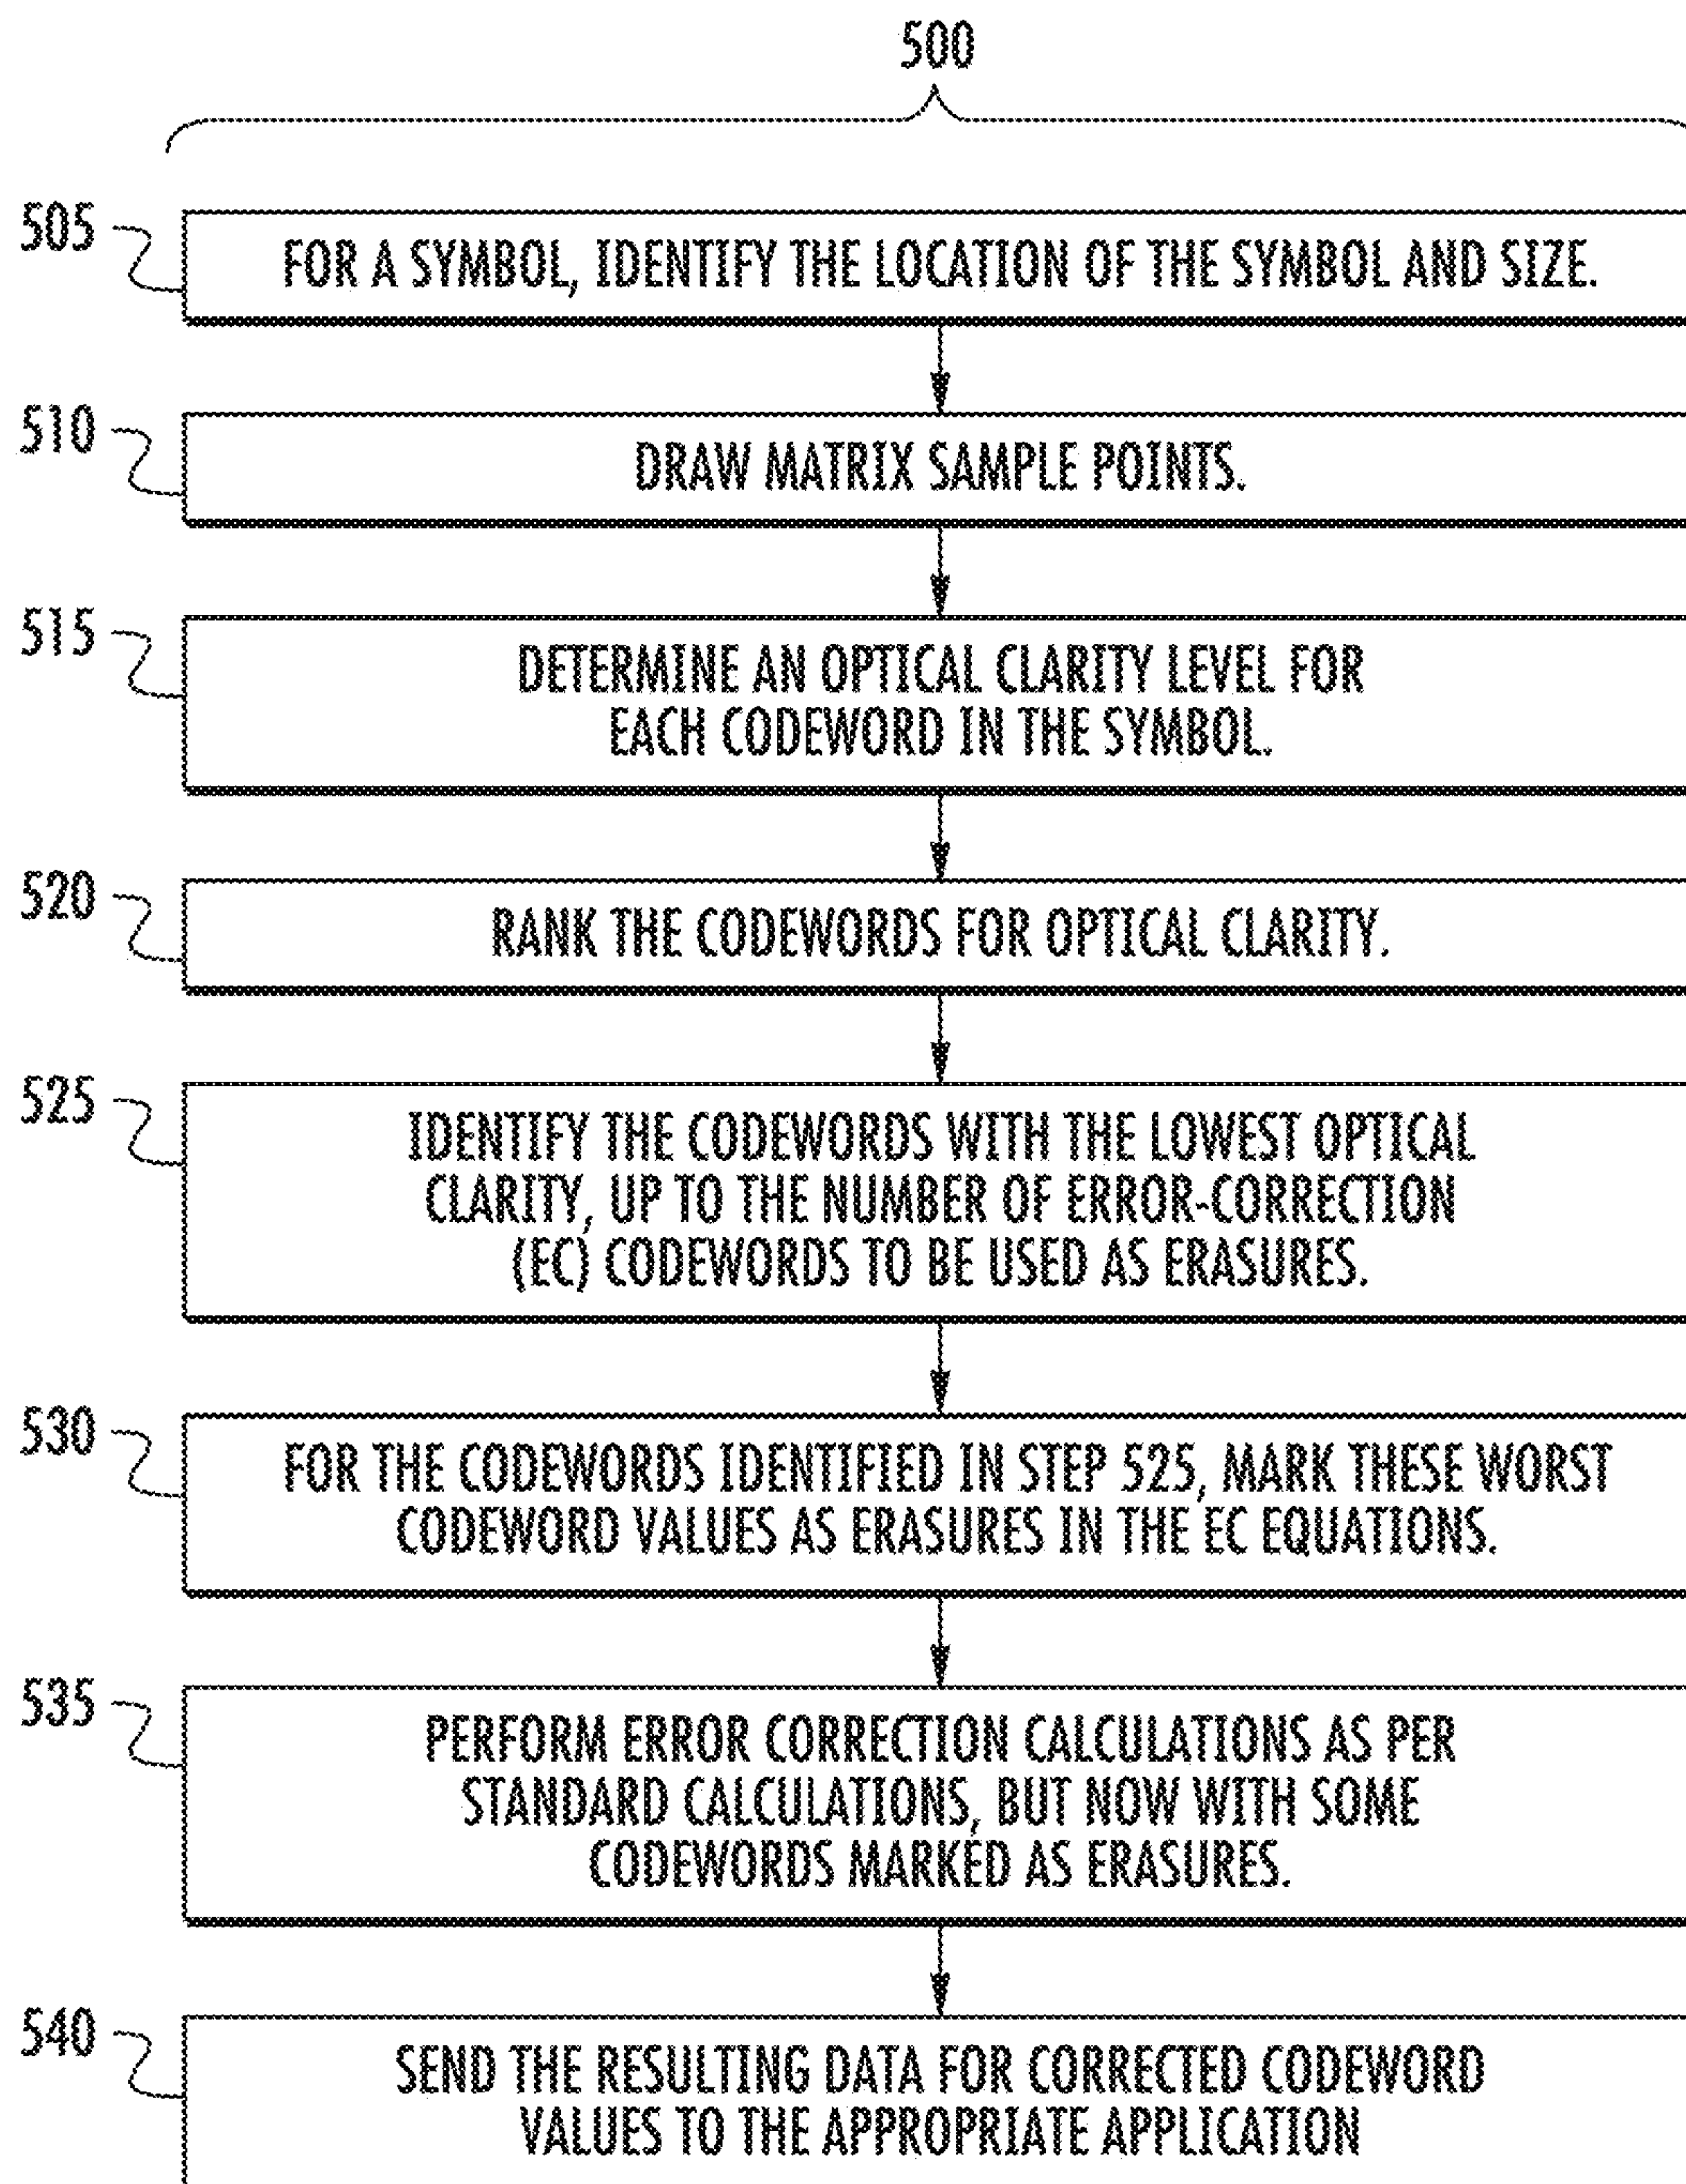 500
505
FOR A SYMBOL, IDENTIFY THE LOCATION OF THE SYMBOL AND SIZE.
510
DRAW MATRIX SAMPLE POINTS.
515
DETERMINE AN OPTICAL CLARITY LEVEL FOR
EACH CODEWORD IN THE SYMBOL.
520
RANK THE CODEWORDS FOR OPTICAL CLARITY.
525
IDENTIFY THE CODEWORDS WITH THE LOWEST OPTICAL
CLARITY, UP TO THE NUMBER OF ERROR-CORRECTION
(EC) CODEWORDS TO BE USED AS ERASURES.
530
FOR THE CODEWORDS IDENTIFIED IN STEP 525, MARK THESE WORST
CODEWORD VALUES AS ERASURES IN THE EC EQUATIONS.
535
PERFORM ERROR CORRECTION CALCULATIONS AS PER
STANDARD CALCULATIONS, BUT NOW WITH SOME
CODEWORDS MARKED AS ERASURES.
540
SEND THE RESULTING DATA FOR CORRECTED CODEWORD
VALUES TO THE APPROPRIATE APPLICATION